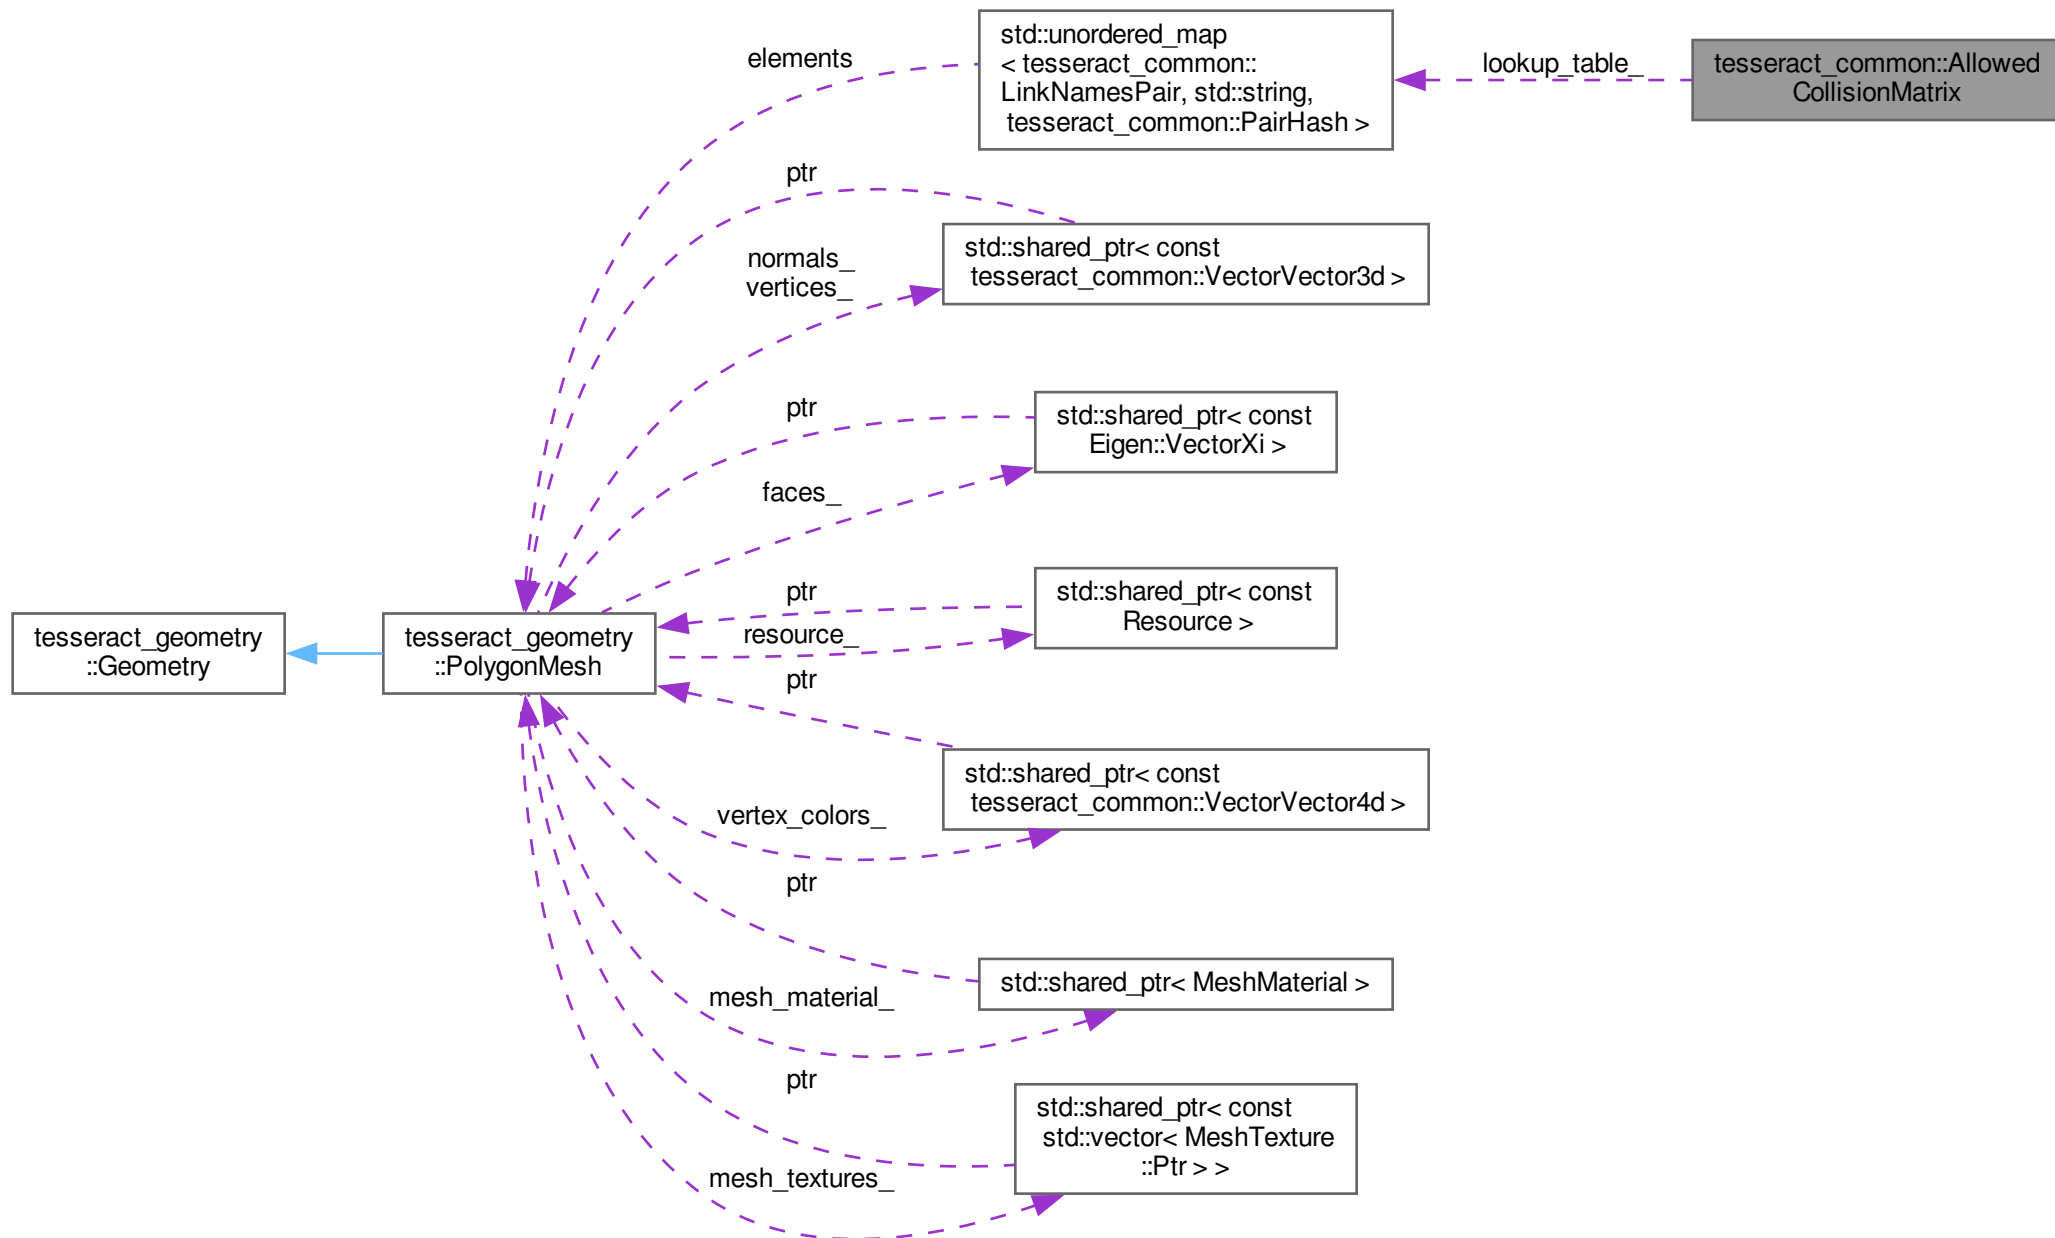 std::unordered_map
< tesseract_common::
LinkNamesPair, std::string,
tesseract_common::PairHash >
elements
lookup_table_
tesseract_common::Allowed
CollisionMatrix
ptr
std::shared_ptr< const
tesseract_common::VectorVector3d >
normals_
vertices_
ptr
std::shared_ptr< const
Eigen::VectorXi >
faces_
ptr
std::shared_ptr< const
Resource >
resource_
tesseract_geometry
::Geometry
tesseract_geometry
::PolygonMesh
ptr
std::shared_ptr< const
tesseract_common::VectorVector4d >
vertex_colors_
ptr
std::shared_ptr< MeshMaterial >
mesh_material_
ptr
std::shared_ptr< const
std::vector< MeshTexture
::Ptr > >
mesh_textures_